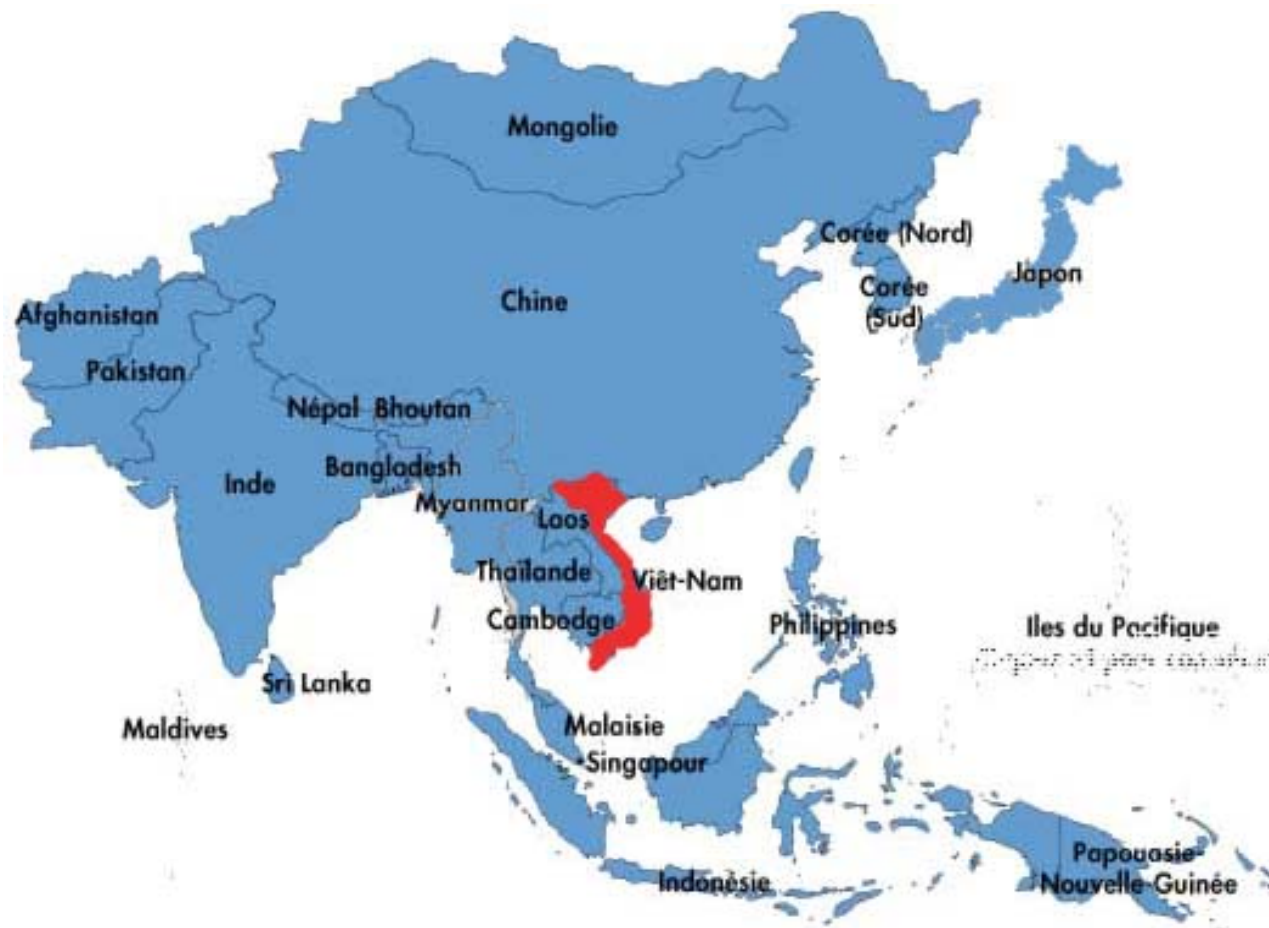 Mongolie
Corée (Nord)
Japon
Corée
(Sud)
Chine
Afghanistan
Pakistan
Népal Bhoutan
Bangladesh
Inde
Myanmar
Laos
Thaïlande
Viêt-Nam
Cambodge
Philippines
Iles du Pacifique
Sri Lanka
Maldives
Malaisie
Singapour
Indonésie
Papouasie-
Nouvelle-Guinée